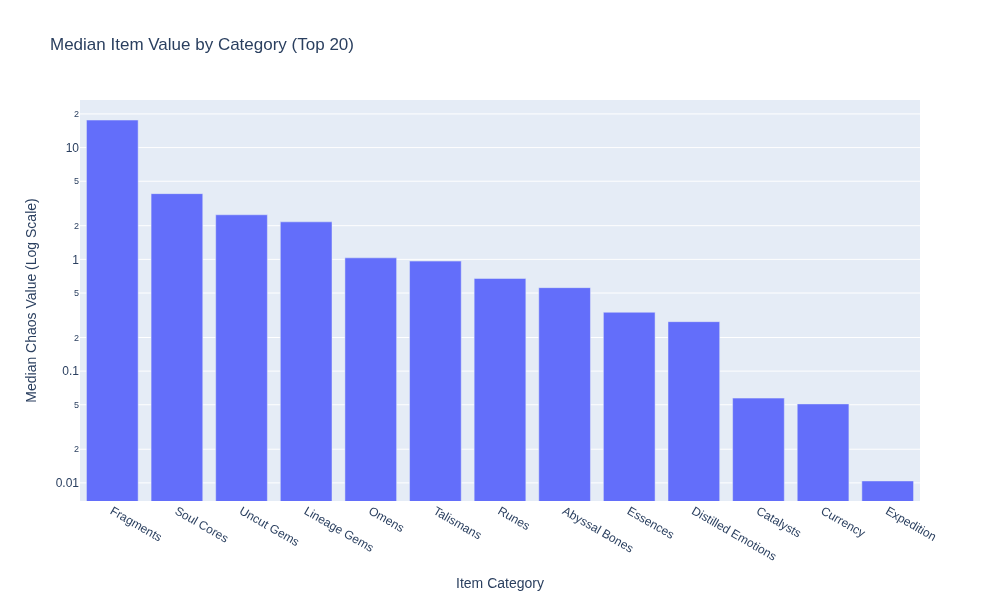 Median Item Value by Category (Top 20)
Median Chaos Value (Log Scale)
2
10
5
2
1
5
2
0.1
5
2
0.01
Fragments
Soul Cores
Uncut Gems
Lineage Gems
Omens
Talismans
Runes
Abyssal Bones
Essences
Distilled Emotions
Catalysts
Currency
Expedition
Item Category